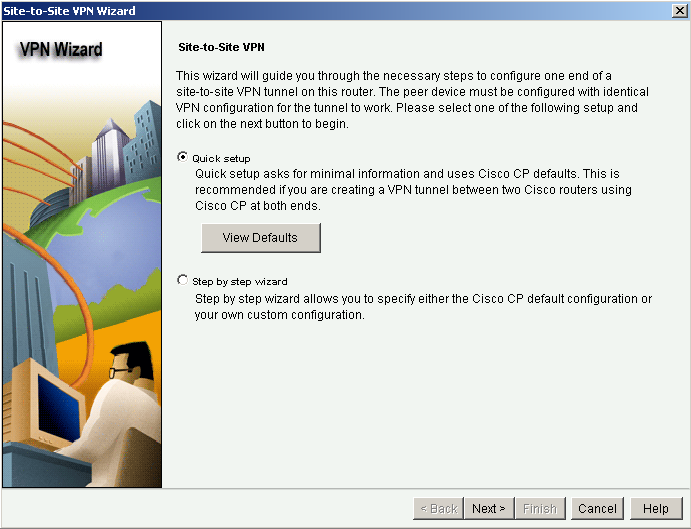 Site-to-Site VPN Wizard
VPN Wizard
Site-to-Site VPN
This wizard will guide you through the necessary steps to configure one end of a
site-to-site VPN tunnel on this router. The peer device must be configured with identical
VPN configuration for the tunnel to work. Please select one of the following setup and
click on the next button to begin.
Quick setup
Quick setup asks for minimal information and uses Cisco CP defaults. This is
recommended if you are creating a VPN tunnel between two Cisco routers using
Cisco CP at both ends.
View Defaults
Step by step wizard
Step by step wizard allows you to specify either the Cisco CP default configuration or
your own custom configuration.
< Back Next > Finish Cancel Help